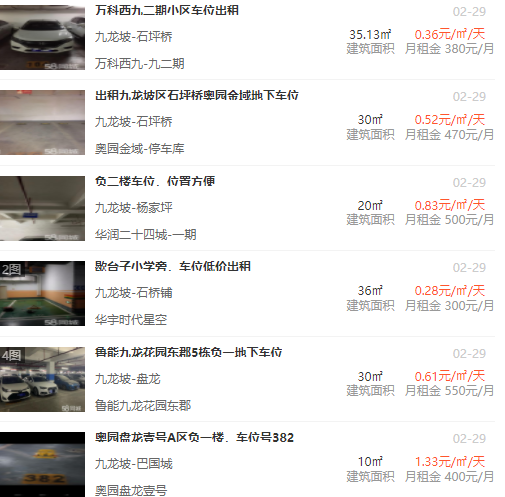 万科西九二期小区车位出租
02-29
九龙坡-石坪桥
35.13㎡
0.36元/㎡/天
建筑面积
月租金 380元/月
万科西九-九二期
出租九龙坡区石坪桥奥园金域地下车位
02-29
九龙坡-石坪桥
30㎡
0.52元/㎡/天
建筑面积
月租金 470元/月
奥园金域-停车库
负二楼车位，位置方便
02-29
九龙坡-杨家坪
20㎡
0.83元/㎡/天
建筑面积
月租金 500元/月
华润二十四城-一期
2图
歇台子小学旁，车位低价出租
02-29
九龙坡-石桥铺
36㎡
0.28元/㎡/天
建筑面积
月租金 300元/月
华宇时代星空
4图
鲁能九龙花园东郡5栋负一地下车位
02-29
九龙坡-盘龙
30㎡
0.61元/㎡/天
建筑面积
月租金 550元/月
鲁能九龙花园东郡
奥园盘龙壹号A区负一楼，车位号382
02-29
九龙坡-巴国城
10㎡
1.33元/㎡/天
建筑面积
月租金 400元/月
382
奥园盘龙壹号